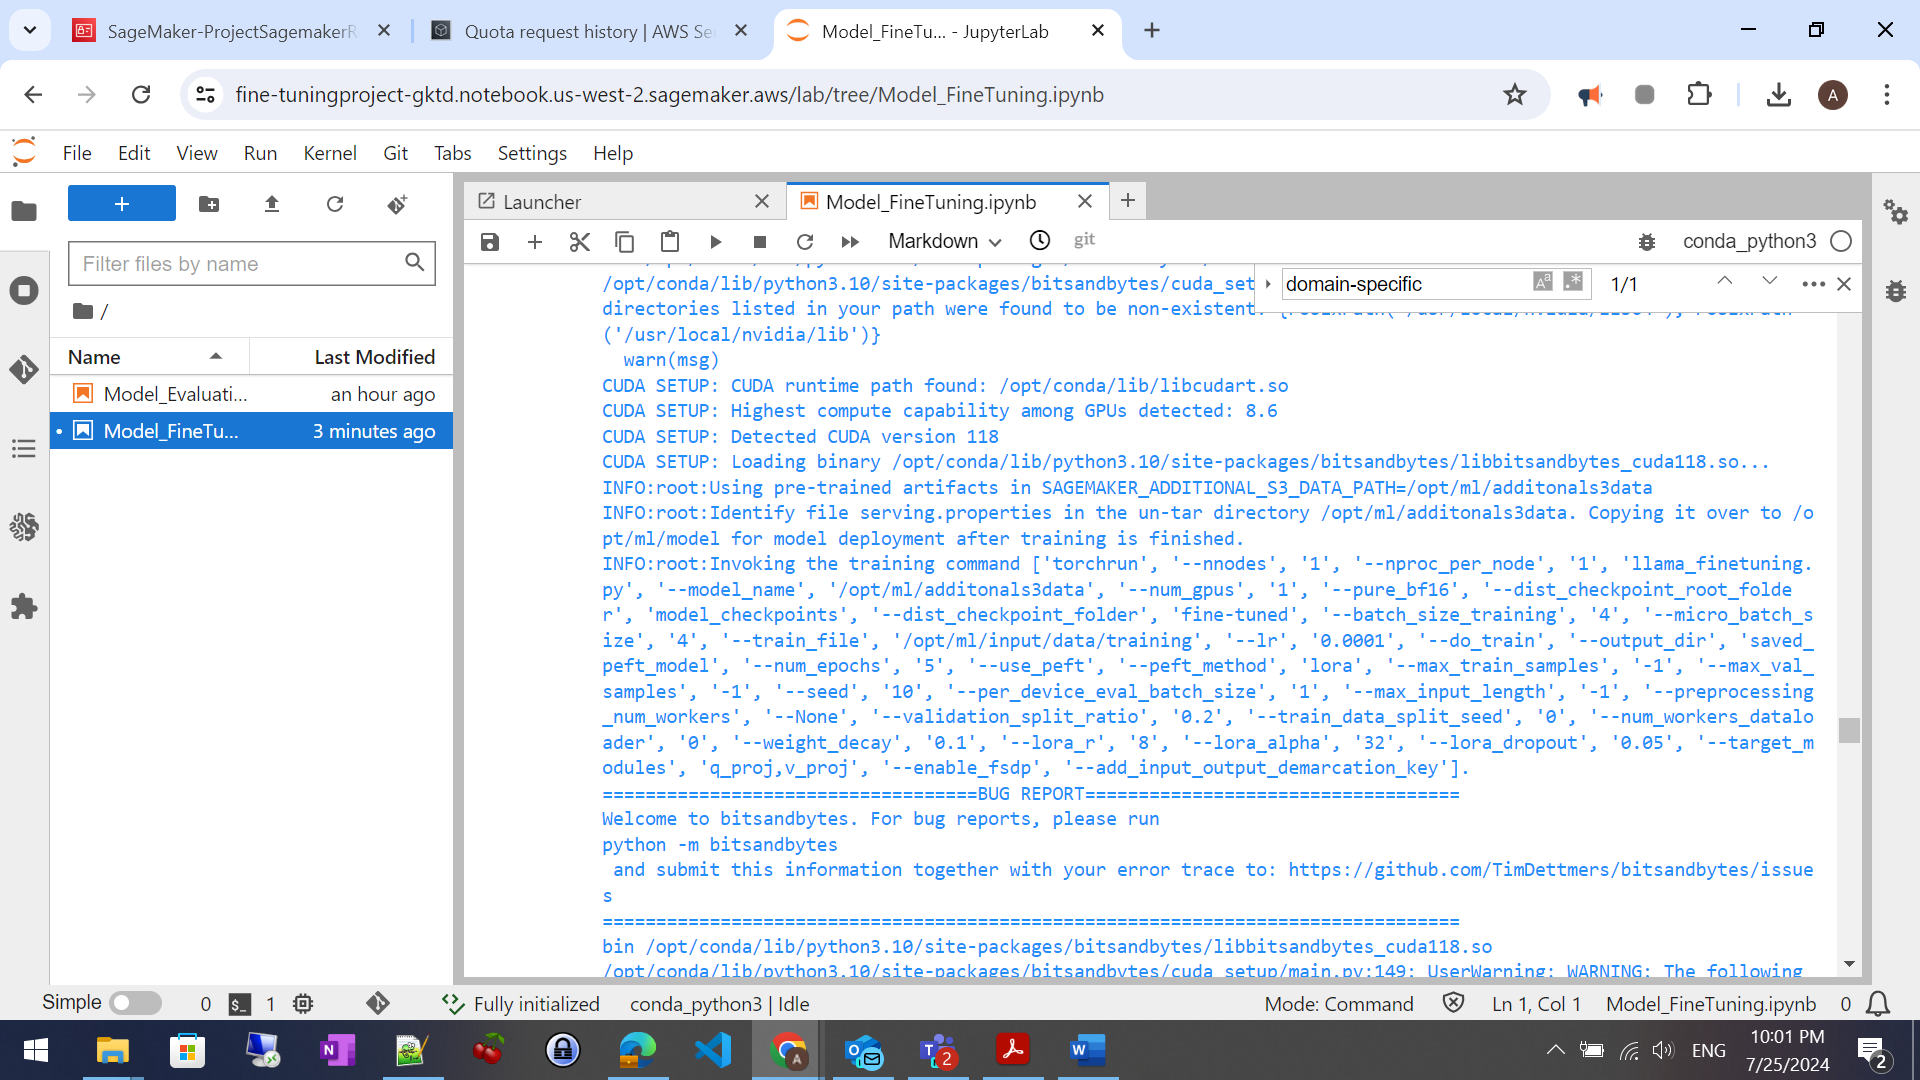 SageMaker-ProjectSagemakerR
Quota request history | AWS Se
Model_FineTu... - JupyterLab
fine-tuningproject-gktd.notebook.us-west-2.sagemaker.aws/lab/tree/Model_FineTuning.ipynb
A
File Edit View Run Kernel Git Tabs Settings Help
Launcher
Model_FineTuning.ipynb
Markdown
git
conda_python3
Filter files by name
/
Name Last Modified
Model_Evaluati... an hour ago
Model_FineTu... 3 minutes ago
domain-specific
1/1
/opt/conda/lib/python3.10/site-packages/bitsandbytes/cuda_set
directories listed in your path were found to be non-existent:
('/usr/local/nvidia/lib')}
warn(msg)
CUDA SETUP: CUDA runtime path found: /opt/conda/lib/libcudart.so
CUDA SETUP: Highest compute capability among GPUs detected: 8.6
CUDA SETUP: Detected CUDA version 118
CUDA SETUP: Loading binary /opt/conda/lib/python3.10/site-packages/bitsandbytes/libbitsandbytes_cuda118.so...
INFO:root:Using pre-trained artifacts in SAGEMAKER_ADDITIONAL_S3_DATA_PATH=/opt/ml/additonals3data
INFO:root:Identify file serving.properties in the un-tar directory /opt/ml/additonals3data. Copying it over to /o
pt/ml/model for model deployment after training is finished.
INFO:root:Invoking the training command ['torchrun', '--nnodes', '1', '--nproc_per_node', '1', 'llama_finetuning.
py', '--model_name', '/opt/ml/additonals3data', '--num_gpus', '1', '--pure_bf16', '--dist_checkpoint_root_folde
r', 'model_checkpoints', '--dist_checkpoint_folder', 'fine-tuned', '--batch_size_training', '4', '--micro_batch_s
ize', '4', '--train_file', '/opt/ml/input/data/training', '--lr', '0.0001', '--do_train', '--output_dir', 'saved_
peft_model', '--num_epochs', '5', '--use_peft', '--peft_method', 'lora', '--max_train_samples', '-1', '--max_val_
samples', '-1', '--seed', '10', '--per_device_eval_batch_size', '1', '--max_input_length', '-1', '--preprocessing
_num_workers', '--None', '--validation_split_ratio', '0.2', '--train_data_split_seed', '0', '--num_workers_datalo
ader', '0', '--weight_decay', '0.1', '--lora_r', '8', '--lora_alpha', '32', '--lora_dropout', '0.05', '--target_m
odules', 'q_proj,v_proj', '--enable_fsdp', '--add_input_output_demarcation_key'].
===================================BUG REPORT===================================
Welcome to bitsandbytes. For bug reports, please run
python -m bitsandbytes
and submit this information together with your error trace to: https://github.com/TimDettmers/bitsandbytes/issue
s
================================================================================
bin /opt/conda/lib/python3.10/site-packages/bitsandbytes/libbitsandbytes_cuda118.so
/opt/conda/lib/python3.10/site-packages/bitsandbytes/cuda_setup/main.py:149: UserWarning: WARNING: The following
Simple 0 1 Fully initialized conda_python3 | Idle Mode: Command Ln 1, Col 1 Model_FineTuning.ipynb 0
ENG
10:01 PM
7/25/2024
2
2